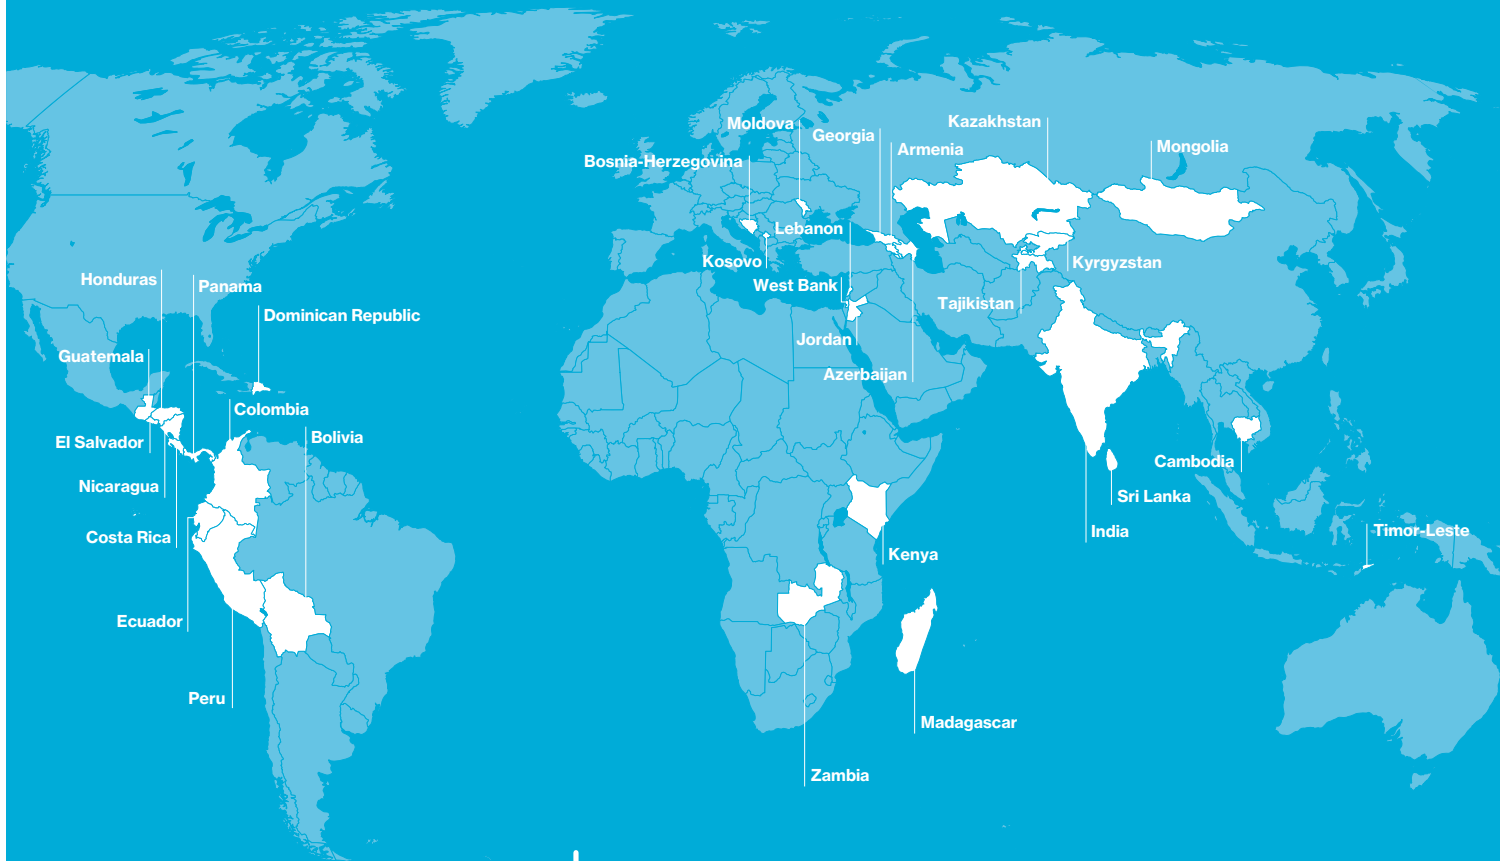 Moldova
Georgia
Kazakhstan
Armenia
Mongolia
Bosnia-Herzegovina
Lebanon
Kosovo
Kyrgyzstan
Honduras
Panama
West Bank
Tajikistan
Dominican Republic
Jordan
Guatemala
Azerbaijan
Colombia
Bolivia
El Salvador
Cambodia
Nicaragua
Sri Lanka
Costa Rica
India
Timor-Leste
Kenya
Ecuador
Peru
Madagascar
Zambia